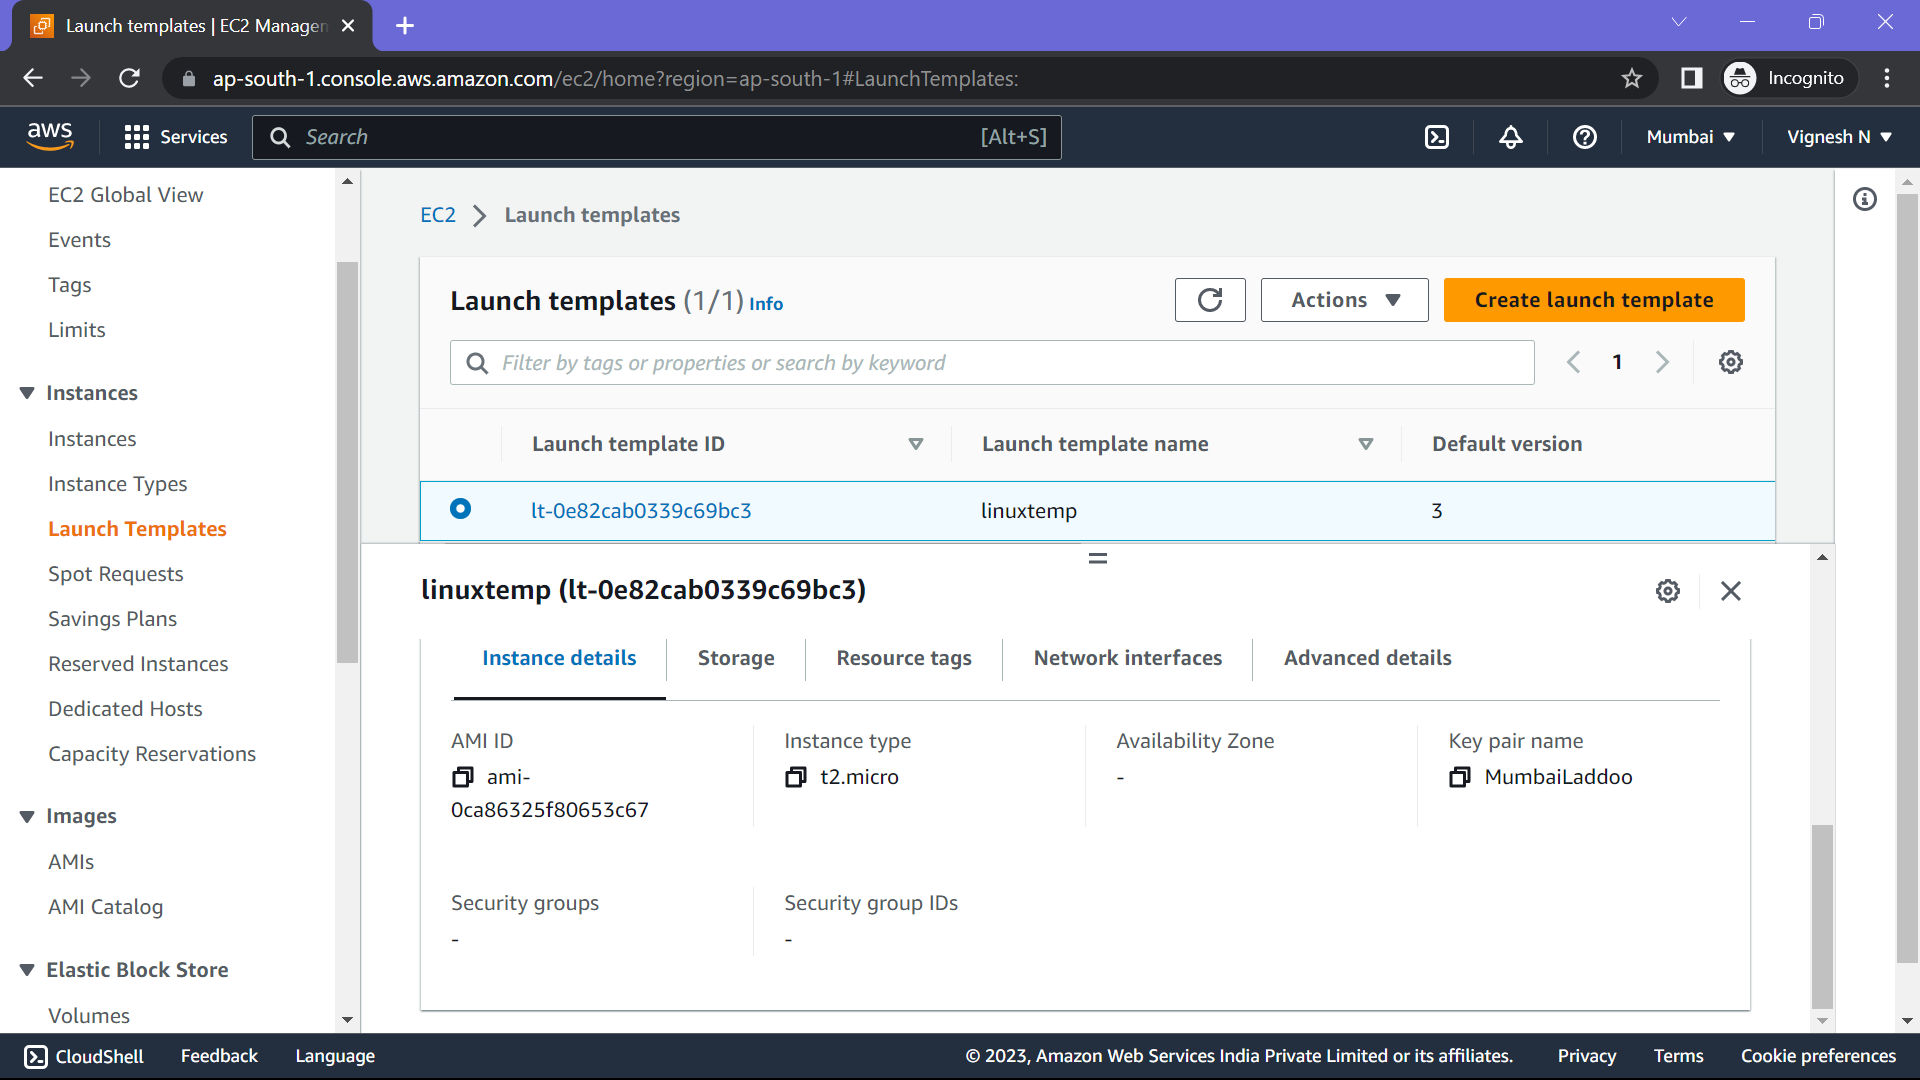 Launch templates | EC2 Managem
ap-south-1.console.aws.amazon.com/ec2/home?region=ap-south-1#LaunchTemplates:
Incognito
aws
Services
Search
[Alt+S]
Mumbai
Vignesh N
EC2 Global View
Events
Tags
Limits
Instances
Instances
Instance Types
Launch Templates
Spot Requests
Savings Plans
Reserved Instances
Dedicated Hosts
Capacity Reservations
Images
AMIs
AMI Catalog
Elastic Block Store
Volumes
EC2 > Launch templates
Launch templates (1/1) Info
Actions
Create launch template
Filter by tags or properties or search by keyword
1
Launch template ID
Launch template name
Default version
lt-0e82cab0339c69bc3
linuxtemp
3
linuxtemp (lt-0e82cab0339c69bc3)
Instance details
Storage
Resource tags
Network interfaces
Advanced details
AMI ID
ami-
0ca86325f80653c67
Instance type
t2.micro
Availability Zone
-
Key pair name
MumbaiLaddoo
Security groups
-
Security group IDs
-
CloudShell
Feedback
Language
© 2023, Amazon Web Services India Private Limited or its affiliates.
Privacy
Terms
Cookie preferences